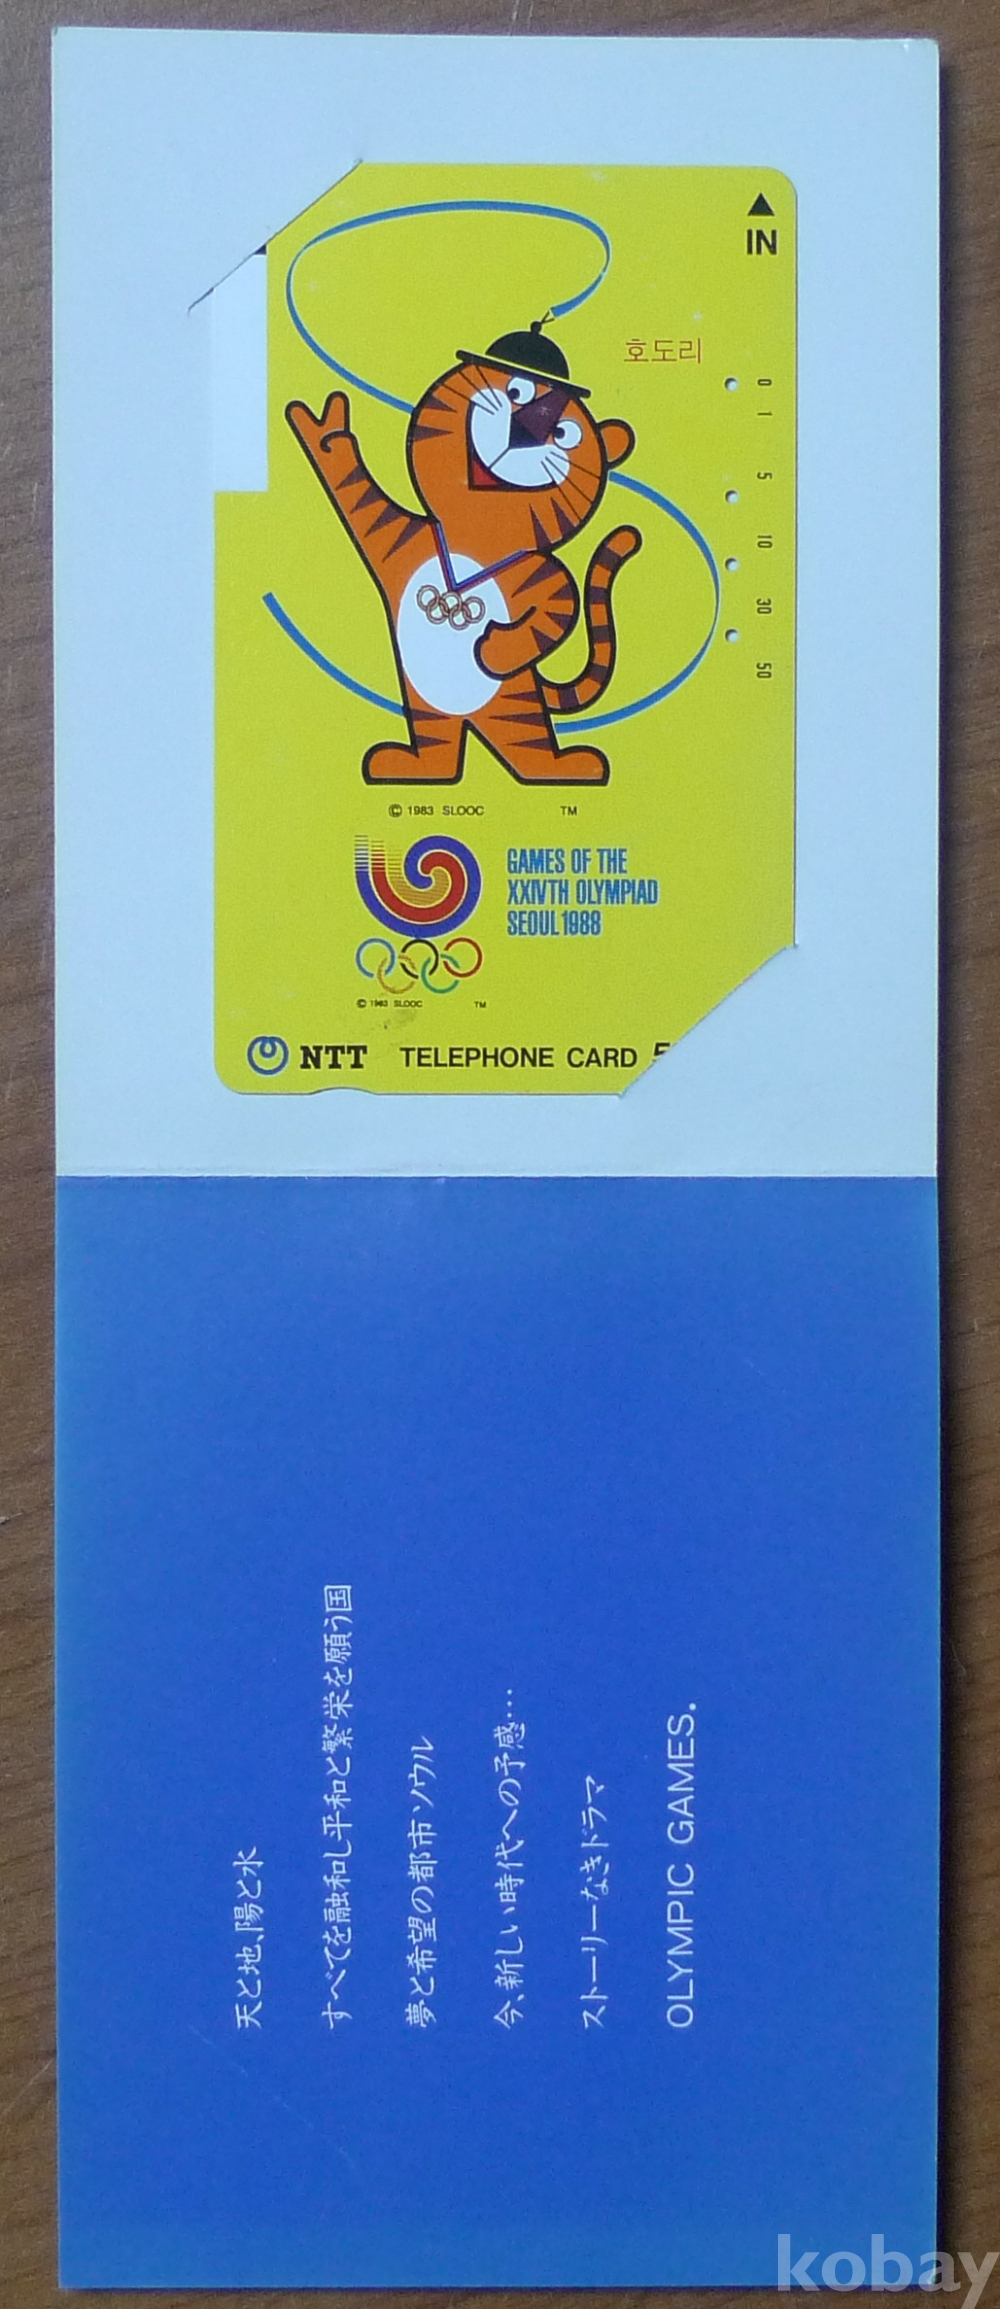 IN
호도리
0
1
5
10
30
50
© 1983 SLOOC TM
GAMES OF THE
XXIVTH OLYMPIAD
SEOUL 1988
© 1983 SLOOC TM
NTT TELEPHONE CARD 5
天と地、陽と水
すべてを融和し平和と繁栄を願う国
夢と希望の都市ソウル
今、新しい時代への予感…
ストーリーなきドラマ
OLYMPIC GAMES.
kobay